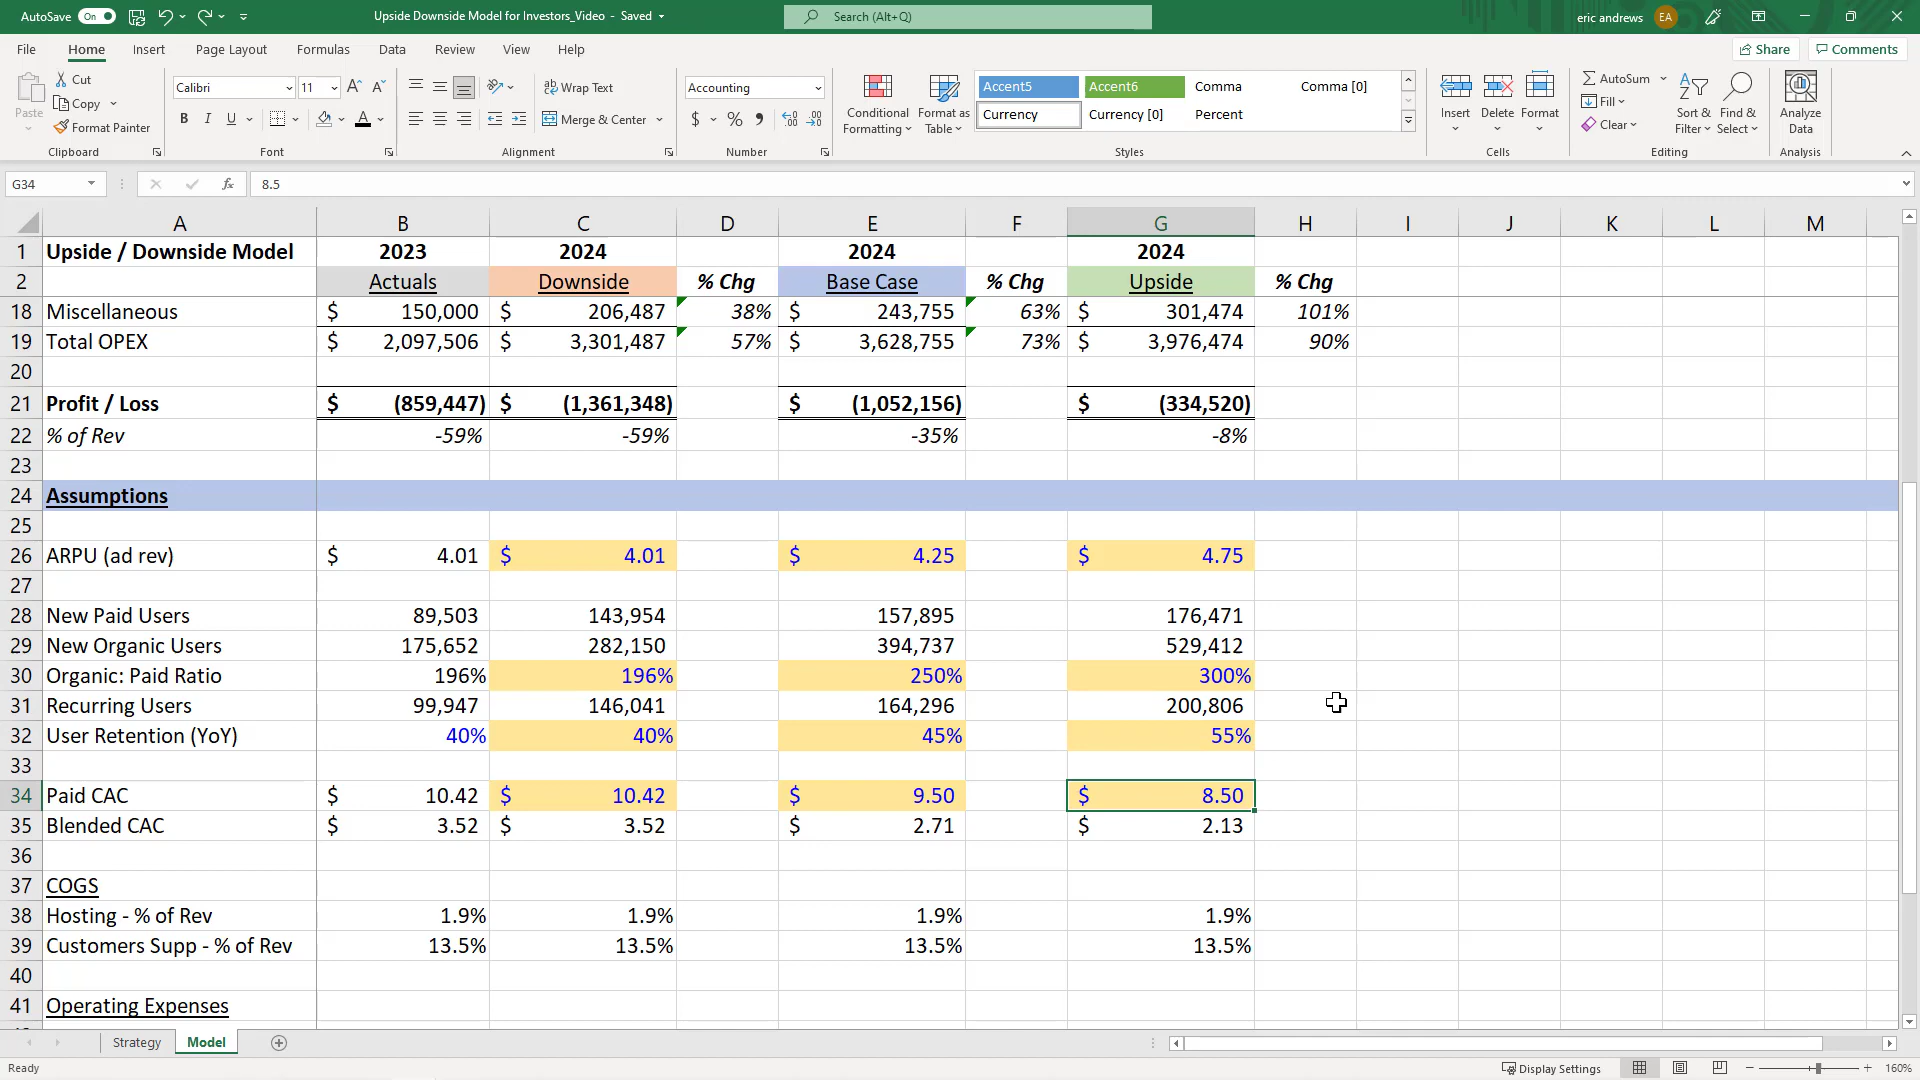 AutoSave On Upside Downside Model for Investors_Video - Saved Search (Alt+Q) eric andrews EA
File Home Insert Page Layout Formulas Data Review View Help Share Comments
Paste Cut Copy Format Painter Clipboard
Calibri 11 B I U A Font
Wrap Text Merge & Center Alignment
Accounting $ % Number
Conditional Formatting Format as Table
Accent5 Accent6 Comma Comma [0]
Currency Currency [0] Percent
Styles
Insert Delete Format Cells
AutoSum Fill Clear Sort & Filter Find & Select Editing
Analyze Data Analysis
G34 fx 8.5
A B C D E F G H I J K L M
1 Upside / Downside Model 2023 2024 2024 2024
2 Actuals Downside % Chg Base Case % Chg Upside % Chg
18 Miscellaneous $ 150,000 $ 206,487 38% $ 243,755 63% $ 301,474 101%
19 Total OPEX $ 2,097,506 $ 3,301,487 57% $ 3,628,755 73% $ 3,976,474 90%
20
21 Profit / Loss $ (859,447) $ (1,361,348) $ (1,052,156) $ (334,520)
22 % of Rev -59% -59% -35% -8%
23
24 Assumptions
25
26 ARPU (ad rev) $ 4.01 $ 4.01 $ 4.25 $ 4.75
27
28 New Paid Users 89,503 143,954 157,895 176,471
29 New Organic Users 175,652 282,150 394,737 529,412
30 Organic: Paid Ratio 196% 196% 250% 300%
31 Recurring Users 99,947 146,041 164,296 200,806
32 User Retention (YoY) 40% 40% 45% 55%
33
34 Paid CAC $ 10.42 $ 10.42 $ 9.50 $ 8.50
35 Blended CAC $ 3.52 $ 3.52 $ 2.71 $ 2.13
36
37 COGS
38 Hosting - % of Rev 1.9% 1.9% 1.9% 1.9%
39 Customers Supp - % of Rev 13.5% 13.5% 13.5% 13.5%
40
41 Operating Expenses
Strategy Model
Ready Display Settings 160%